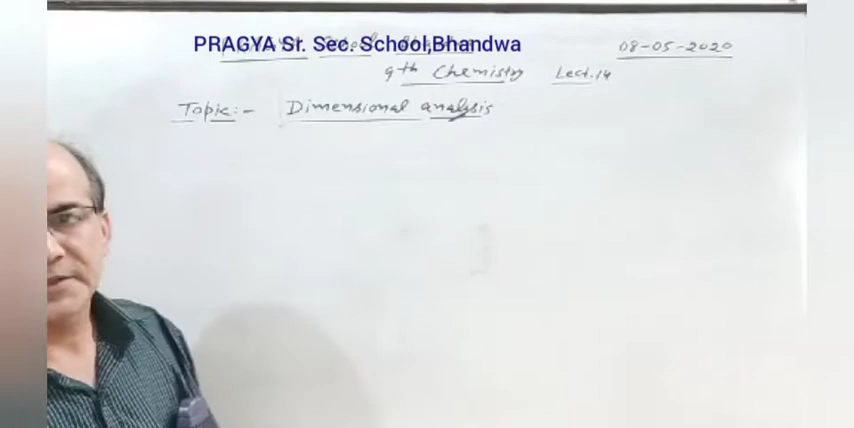 PRAGYA Sr. Sec. School,Bhandwa
08-05-2020
9th Chemistry Lect.14
Topic:- Dimensional analysis